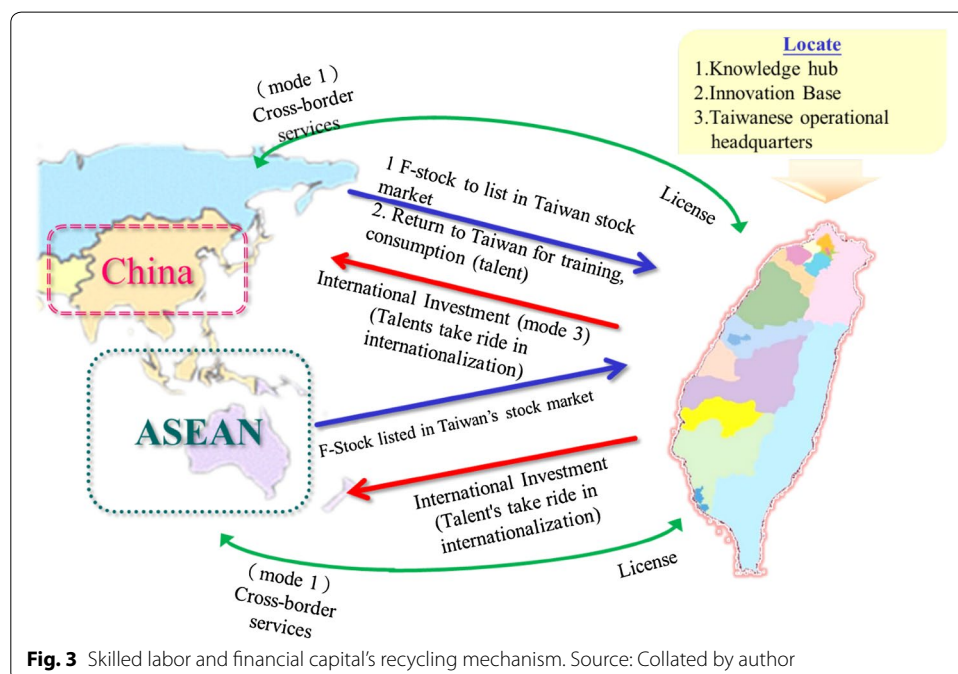 Locate
1.Knowledge hub
2.Innovation Base
3.Taiwanese operational
headquarters
( mode 1 )
Cross-border
services
License
1 F-stock to list in Taiwan stock
market
2. Return to Taiwan for training,
consumption (talent)
China
International Investment (mode 3)
(Talents take ride in
internationalization)
ASEAN
F-Stock listed in Taiwan's stock market
International Investment
(Talent's take ride in
internationalization)
( mode 1 )
Cross-border
services
License
Fig. 3 Skilled labor and financial capital's recycling mechanism. Source: Collated by author